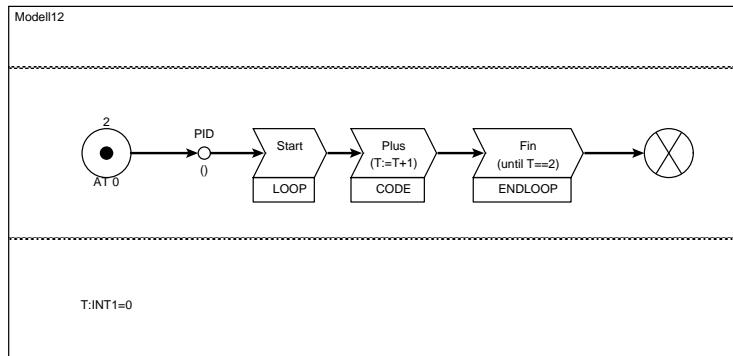 Modell12
2
AT 0
PID
()
Start
LOOP
Plus
(T:=T+1)
CODE
Fin
(until T==2)
ENDLOOP
T:INT1=0